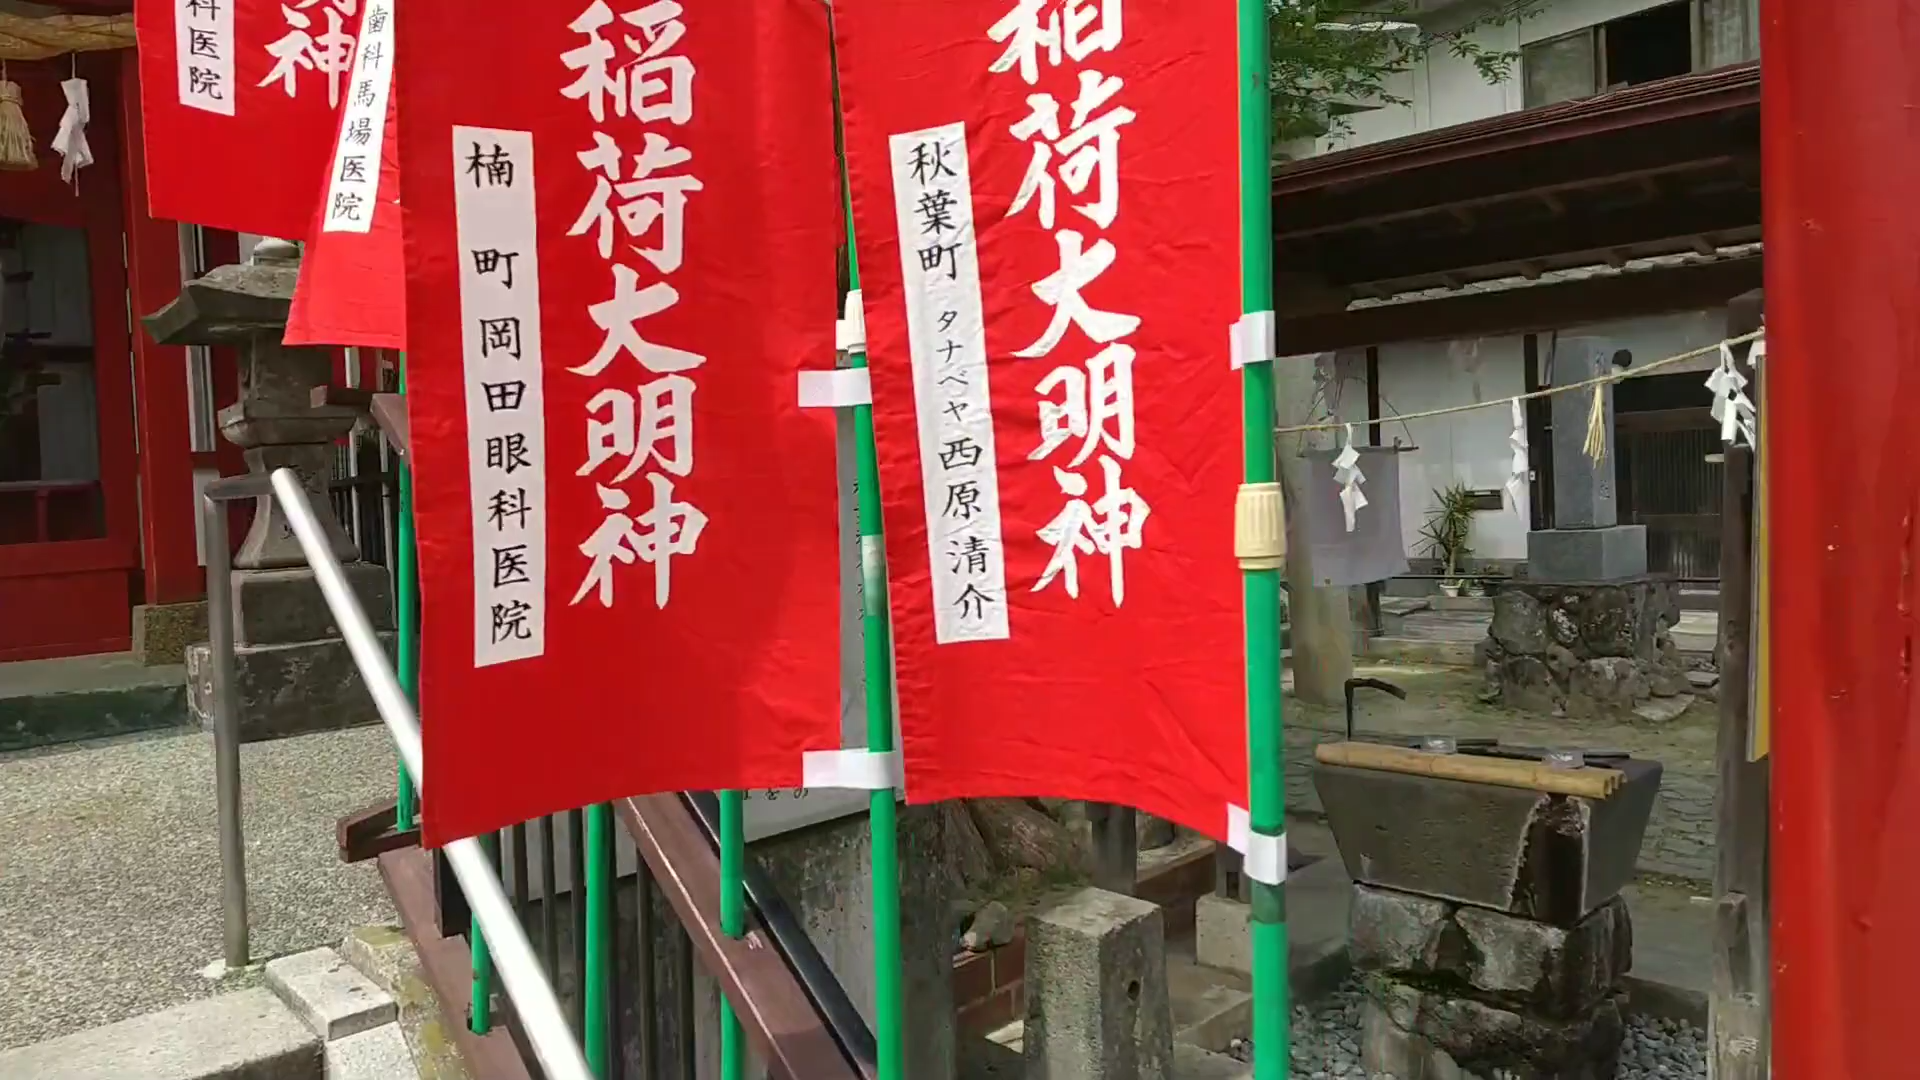 稲荷大明神
秋葉町 タナベヤ 西原清介
稲荷大明神
楠町 岡田眼科医院
歯科馬場医院
明神
科医院